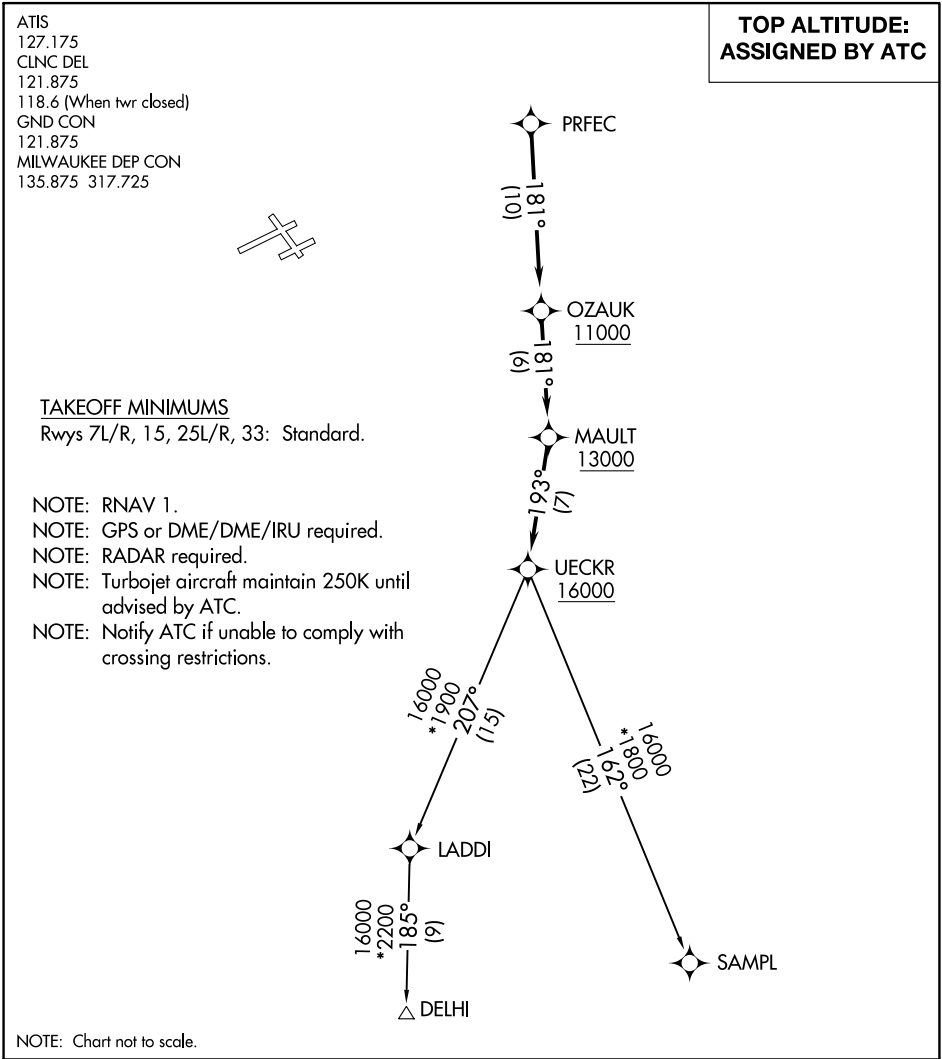 ATIS
127.175
CLNC DEL
121.875
118.6 (When twr closed)
GND CON
121.875
MILWAUKEE DEP CON
135.875 317.725
TOP ALTITUDE:
ASSIGNED BY ATC
PRFEC
181°
(10)
OZAUK
11000
181°
(9)
MAULT
13000
193°
(7)
UECKR
16000
TAKEOFF MINIMUMS
Rwys 7L/R, 15, 25L/R, 33: Standard.
NOTE: RNAV 1.
NOTE: GPS or DME/DME/IRU required.
NOTE: RADAR required.
NOTE: Turbojet aircraft maintain 250K until
advised by ATC.
NOTE: Notify ATC if unable to comply with
crossing restrictions.
16000
*1900
207°
(15)
16000
*1800
162°
(22)
LADDI
16000
*2200
185°
(9)
SAMPL
DELHI
NOTE: Chart not to scale.